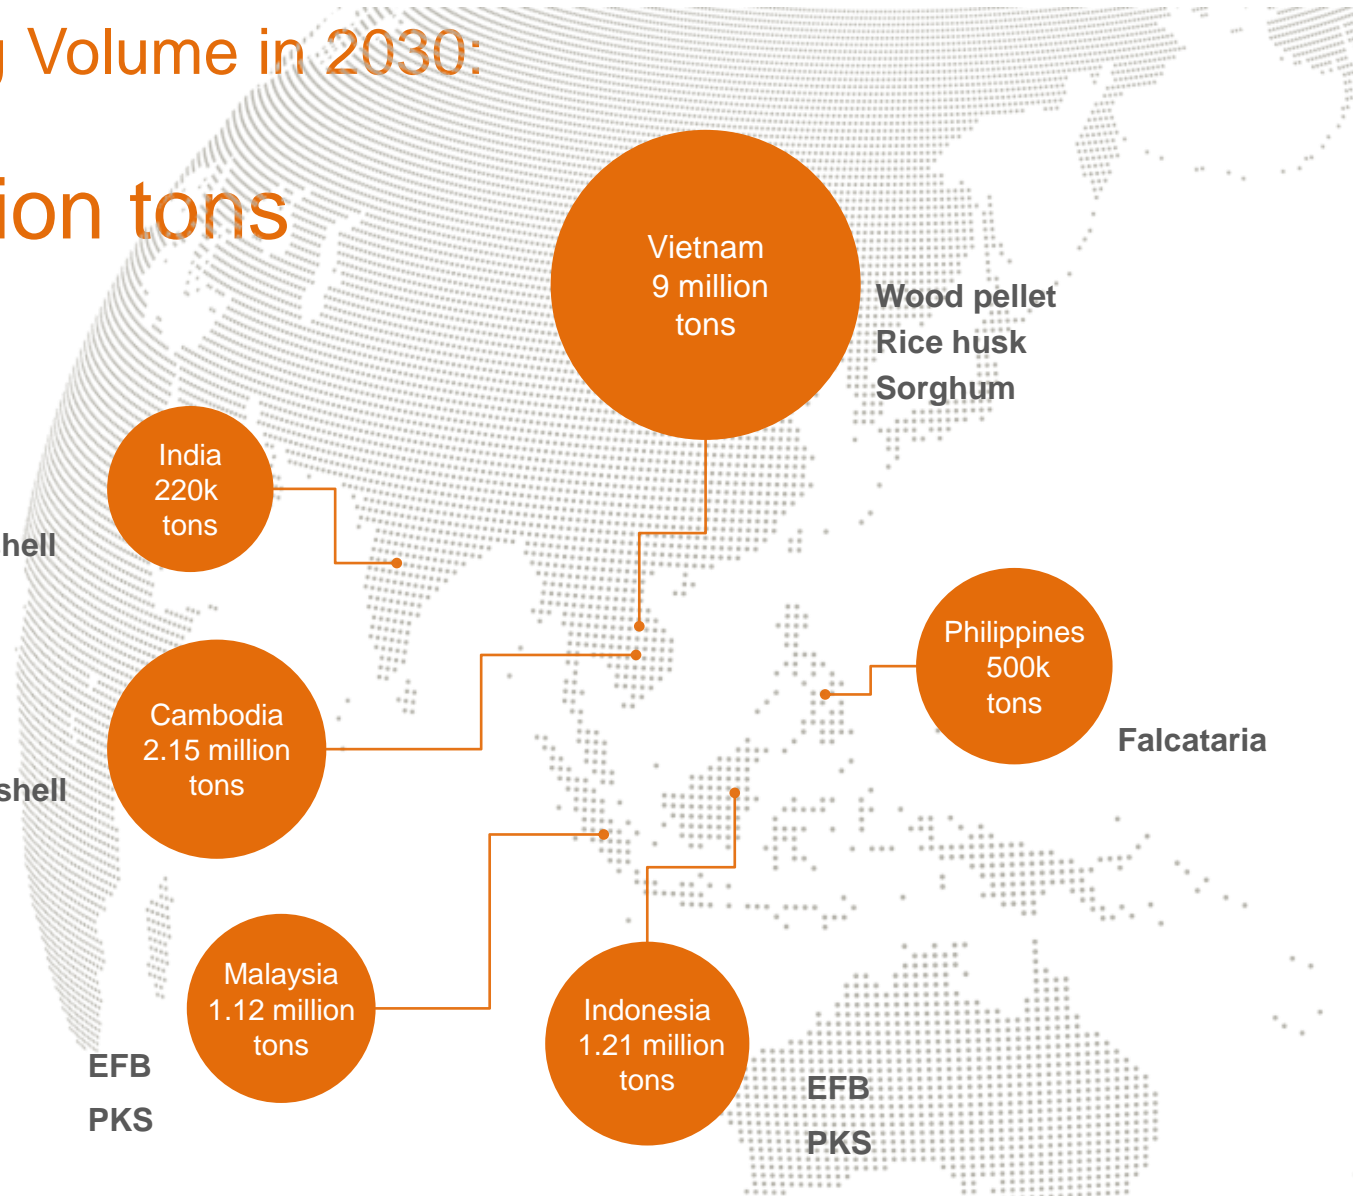 g Volume in 2030:
ion tons
Vietnam
9 million
tons
Wood pellet
Rice husk
Sorghum
India
220k
tons
hell
Philippines
500k
tons
Falcataria
Cambodia
2.15 million
tons
shell
Malaysia
1.12 million
tons
EFB
PKS
Indonesia
1.21 million
tons
EFB
PKS